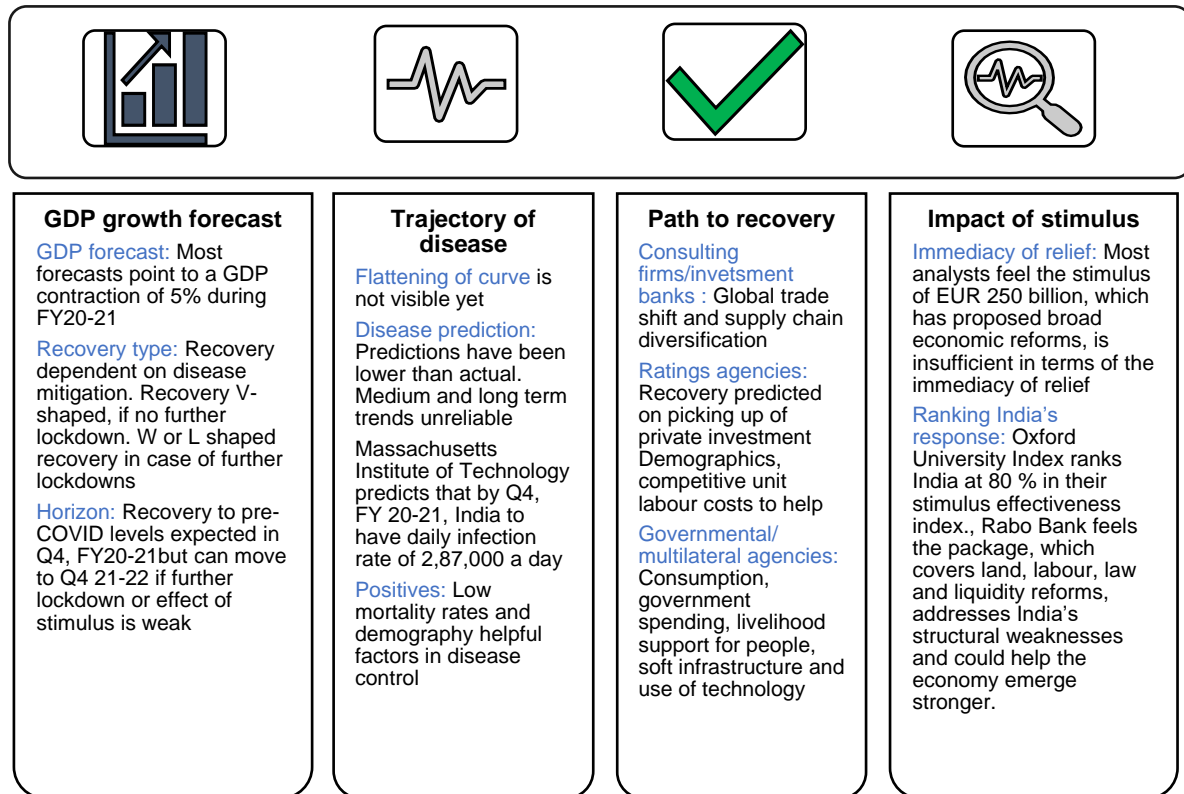 GDP growth forecast
GDP forecast: Most
forecasts point to a GDP
contraction of 5% during
FY20-21
Recovery type: Recovery
dependent on disease
mitigation. Recovery V-
shaped, if no further
lockdown. W or L shaped
recovery in case of further
lockdowns
Horizon: Recovery to pre-
COVID levels expected in
Q4, FY20-21but can move
to Q4 21-22 if further
lockdown or effect of
stimulus is weak
Trajectory of
disease
Flattening of curve is
not visible yet
Disease prediction:
Predictions have been
lower than actual.
Medium and long term
trends unreliable
Massachusetts
Institute of Technology
predicts that by Q4,
FY 20-21, India to
have daily infection
rate of 2,87,000 a day
Positives: Low
mortality rates and
demography helpful
factors in disease
control
Path to recovery
Consulting
firms/invetsment
banks : Global trade
shift and supply chain
diversification
Ratings agencies:
Recovery predicted
on picking up of
private investment
Demographics,
competitive unit
labour costs to help
Governmental/
multilateral agencies:
Consumption,
government
spending, livelihood
support for people,
soft infrastructure and
use of technology
Impact of stimulus
Immediacy of relief: Most
analysts feel the stimulus
of EUR 250 billion, which
has proposed broad
economic reforms, is
insufficient in terms of the
immediacy of relief
Ranking India's
response: Oxford
University Index ranks
India at 80 % in their
stimulus effectiveness
index., Rabo Bank feels
the package, which
covers land, labour, law
and liquidity reforms,
addresses India's
structural weaknesses
and could help the
economy emerge
stronger.